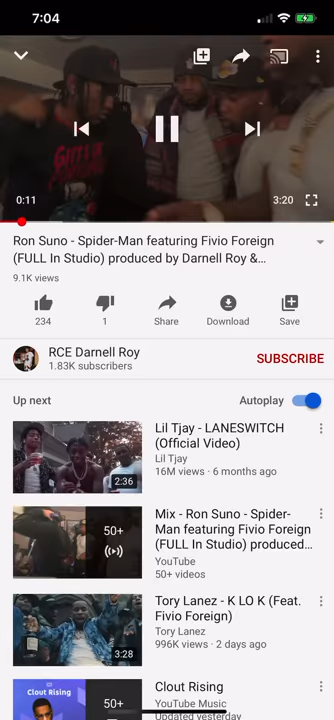 7:04
0:11
3:20
Ron Suno - Spider-Man featuring Fivio Foreign
(FULL In Studio) produced by Darnell Roy &...
9.1K views
234
1
Share
Download
Save
RCE Darnell Roy
1.83K subscribers
SUBSCRIBE
Up next
Autoplay
2:36
Lil Tjay - LANESWITCH
(Official Video)
Lil Tjay
16M views · 6 months ago
50+
Mix - Ron Suno - Spider-
Man featuring Fivio Foreign
(FULL In Studio) produced...
YouTube
50+ videos
3:28
Tory Lanez - K LO K (Feat.
Fivio Foreign)
Tory Lanez
996K views · 2 days ago
Clout Rising
50+
Clout Rising
YouTube Music
Updated yesterday